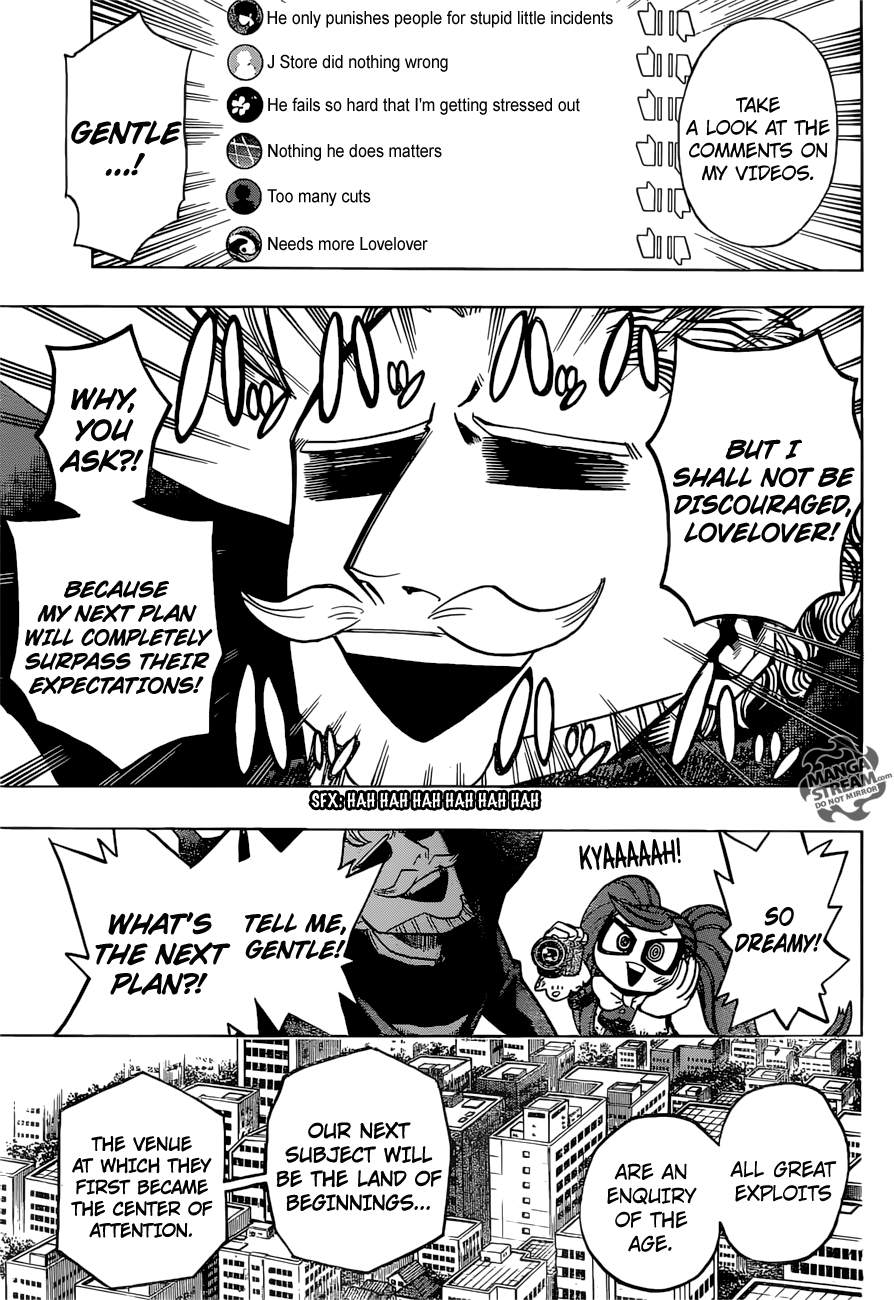 TAKE
A LOOK AT THE
COMMENTS ON
MY VIDEOS.
He only punishes people for stupid little incidents
J Store did nothing wrong
He fails so hard that I'm getting stressed out
Nothing he does matters
Too many cuts
Needs more Lovelover
GENTLE
...!
BUT I
SHALL NOT BE
DISCOURAGED,
LOVELOVER!
WHY,
YOU
ASK?!
BECAUSE
MY NEXT PLAN
WILL COMPLETELY
SURPASS THEIR
EXPECTATIONS!
MANGA
STREAM.com
DO NOT MIRROR
SFX: HAH HAH HAH HAH HAH HAH
SO
DREAMY!
KYAAAAAH!
TELL ME,
GENTLE!
WHAT'S
THE NEXT
PLAN?!
ALL GREAT
EXPLOITS
ARE AN
ENQUIRY
OF THE
AGE.
OUR NEXT
SUBJECT WILL
BE THE LAND OF
BEGINNINGS...
THE VENUE
AT WHICH THEY
FIRST BECAME
THE CENTER OF
ATTENTION.